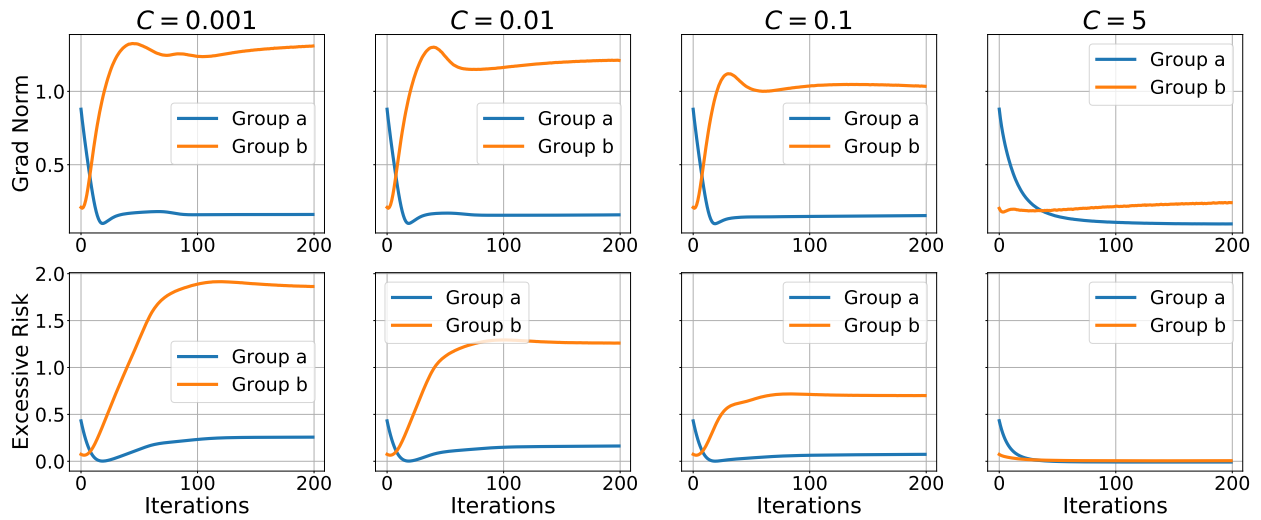 C = 0.001
C = 0.01
C = 0.1
C = 5
Grad Norm
1.0
0.5
Group a
Group b
Group a
Group b
Group a
Group b
Group a
Group b
0 100 200
0 100 200
0 100 200
0 100 200
Excessive Risk
2.0
1.5
1.0
0.5
0.0
Group a
Group b
Group a
Group b
Group a
Group b
Group a
Group b
0 100 200
0 100 200
0 100 200
0 100 200
Iterations
Iterations
Iterations
Iterations